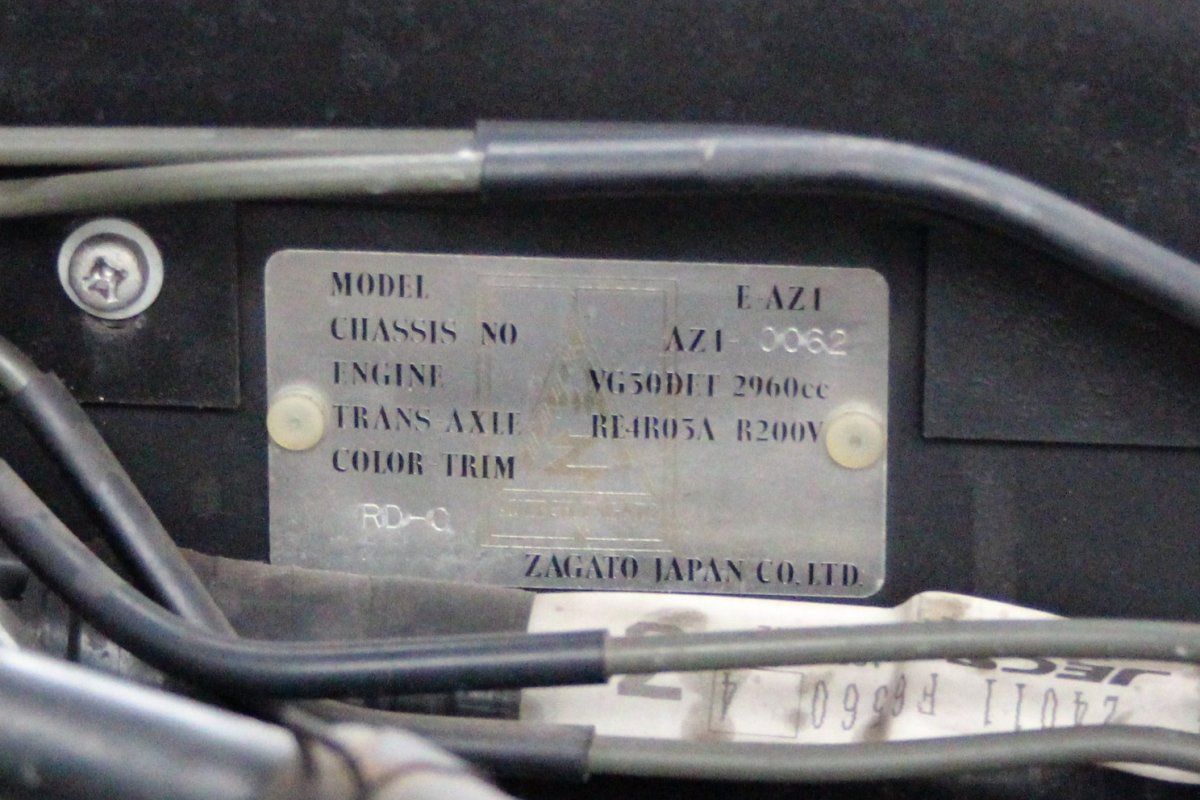 MODEL E-AZ1
CHASSIS NO AZ1-0062
ENGINE VG30DET 2960cc
TRANS-AXLE RE4R03A R200V
COLOR-TRIM
RD-0
ZAGATO JAPAN CO.,LTD.
24011